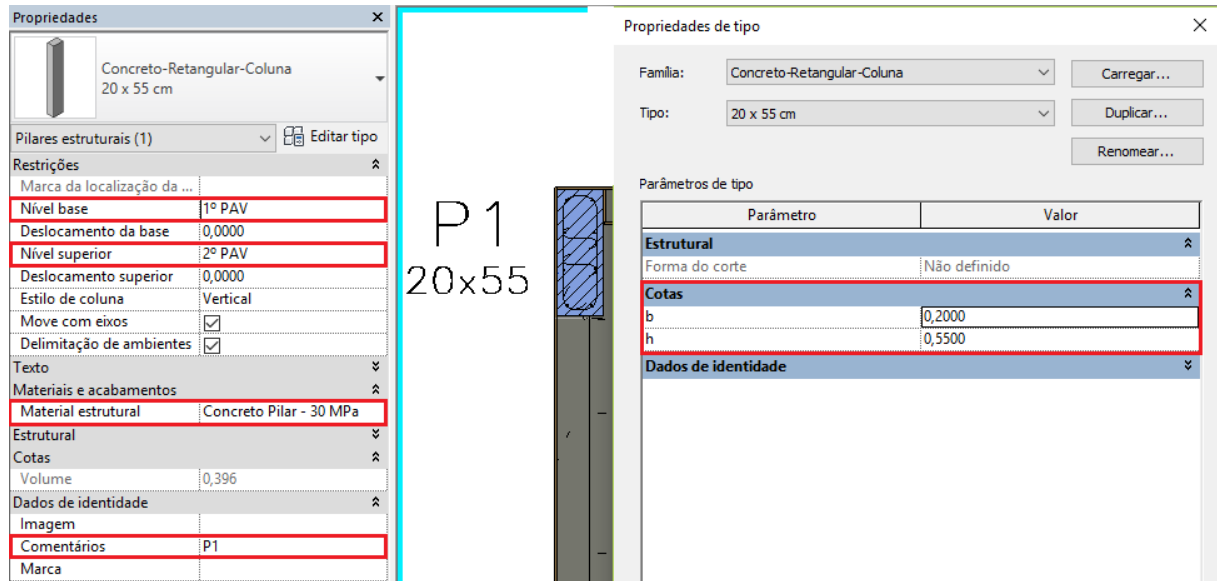 Propriedades ×
Concreto-Retangular-Coluna
20 x 55 cm
Pilares estruturais (1) Editar tipo
Restrições
Marca da localização da ...
Nível base 1º PAV
Deslocamento da base 0,0000
Nível superior 2º PAV
Deslocamento superior 0,0000
Estilo de coluna Vertical
Move com eixos
Delimitação de ambientes
Texto
Materiais e acabamentos
Material estrutural Concreto Pilar - 30 MPa
Estrutural
Cotas
Volume 0,396
Dados de identidade
Imagem
Comentários P1
Marca
P1
20x55
Propriedades de tipo ×
Família: Concreto-Retangular-Coluna Carregar...
Tipo: 20 x 55 cm Duplicar...
Renomear...
Parâmetros de tipo
Parâmetro Valor
Estrutural
Forma do corte Não definido
Cotas
b 0,2000
h 0,5500
Dados de identidade